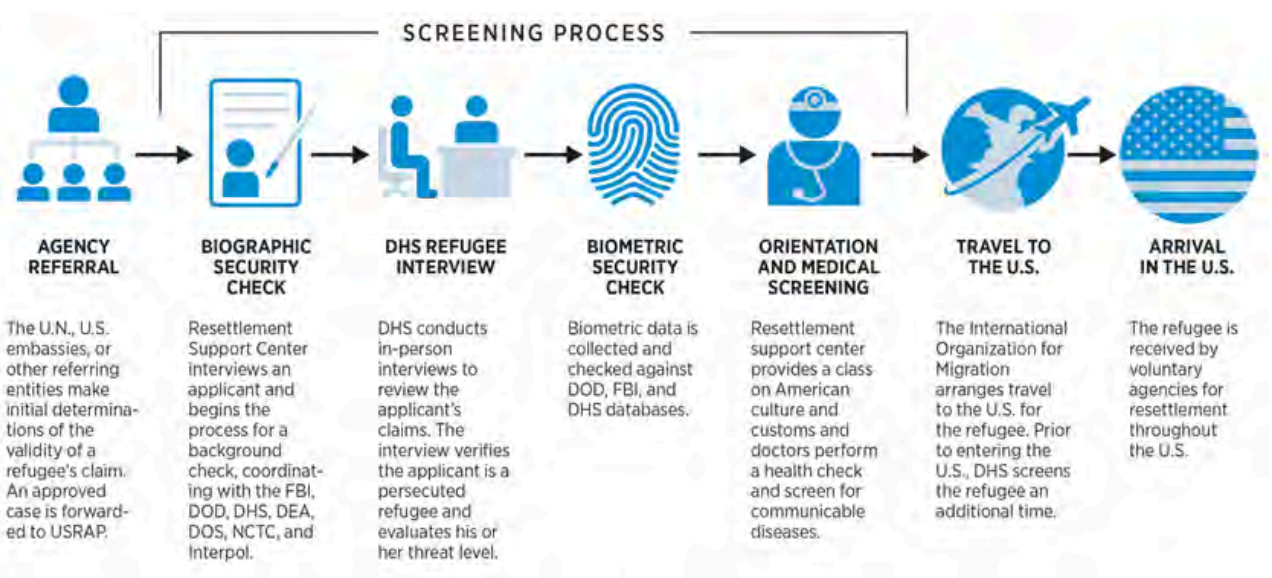 SCREENING PROCESS
AGENCY
REFERRAL
The U.N., U.S.
embassies, or
other referring
entities make
initial determina-
tions of the
validity of a
refugee's claim.
An approved
case is forward-
ed to USRAP.
BIOGRAPHIC
SECURITY
CHECK
Resettlement
Support Center
interviews an
applicant and
begins the
process for a
background
check, coordinat-
ing with the FBI,
DOD, DHS, DEA,
DOS, NCTC, and
Interpol.
DHS REFUGEE
INTERVIEW
DHS conducts
in-person
interviews to
review the
applicant's
claims. The
interview verifies
the applicant is a
persecuted
refugee and
evaluates his or
her threat level.
BIOMETRIC
SECURITY
CHECK
Biometric data is
collected and
checked against
DOD, FBI, and
DHS databases.
ORIENTATION
AND MEDICAL
SCREENING
Resettlement
support center
provides a class
on American
culture and
customs and
doctors perform
a health check
and screen for
communicable
diseases.
TRAVEL TO
THE U.S.
The International
Organization for
Migration
arranges travel
to the U.S. for
the refugee. Prior
to entering the
U.S., DHS screens
the refugee an
additional time.
ARRIVAL
IN THE U.S.
The refugee is
received by
voluntary
agencies for
resettlement
throughout
the U.S.